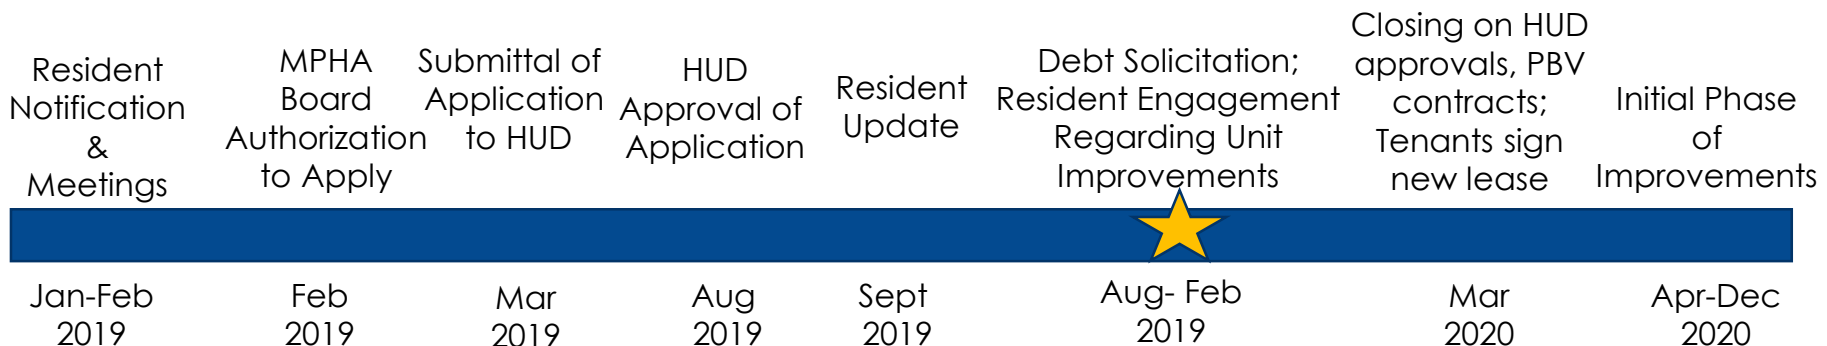 Resident
Notification
&
Meetings
MPHA
Board
Authorization
to Apply
Submittal of
Application
to HUD
HUD
Approval of
Application
Resident
Update
Debt Solicitation;
Resident Engagement
Regarding Unit
Improvements
Closing on HUD
approvals, PBV
contracts;
Tenants sign
new lease
Initial Phase
of
Improvements
Jan-Feb
2019
Feb
2019
Mar
2019
Aug
2019
Sept
2019
Aug- Feb
2019
Mar
2020
Apr-Dec
2020